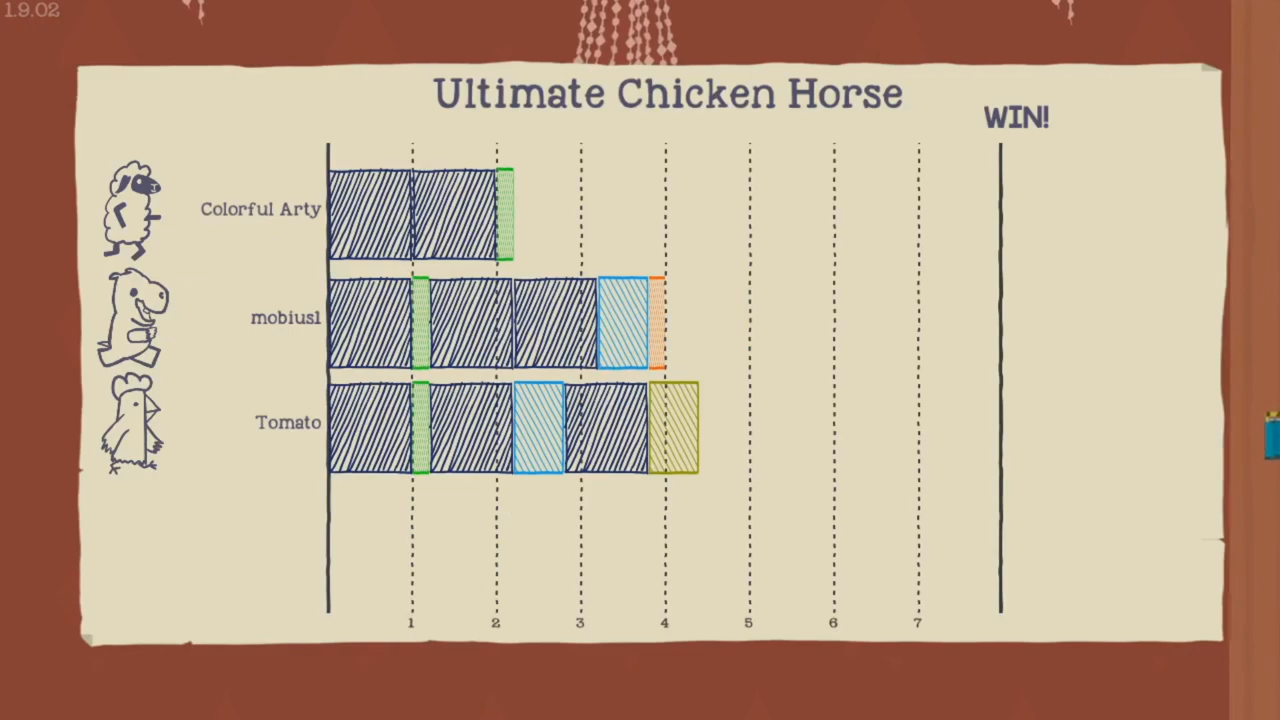 1.9.02
Ultimate Chicken Horse
WIN!
Colorful Arty
mobius1
Tomato
1 2 3 4 5 6 7